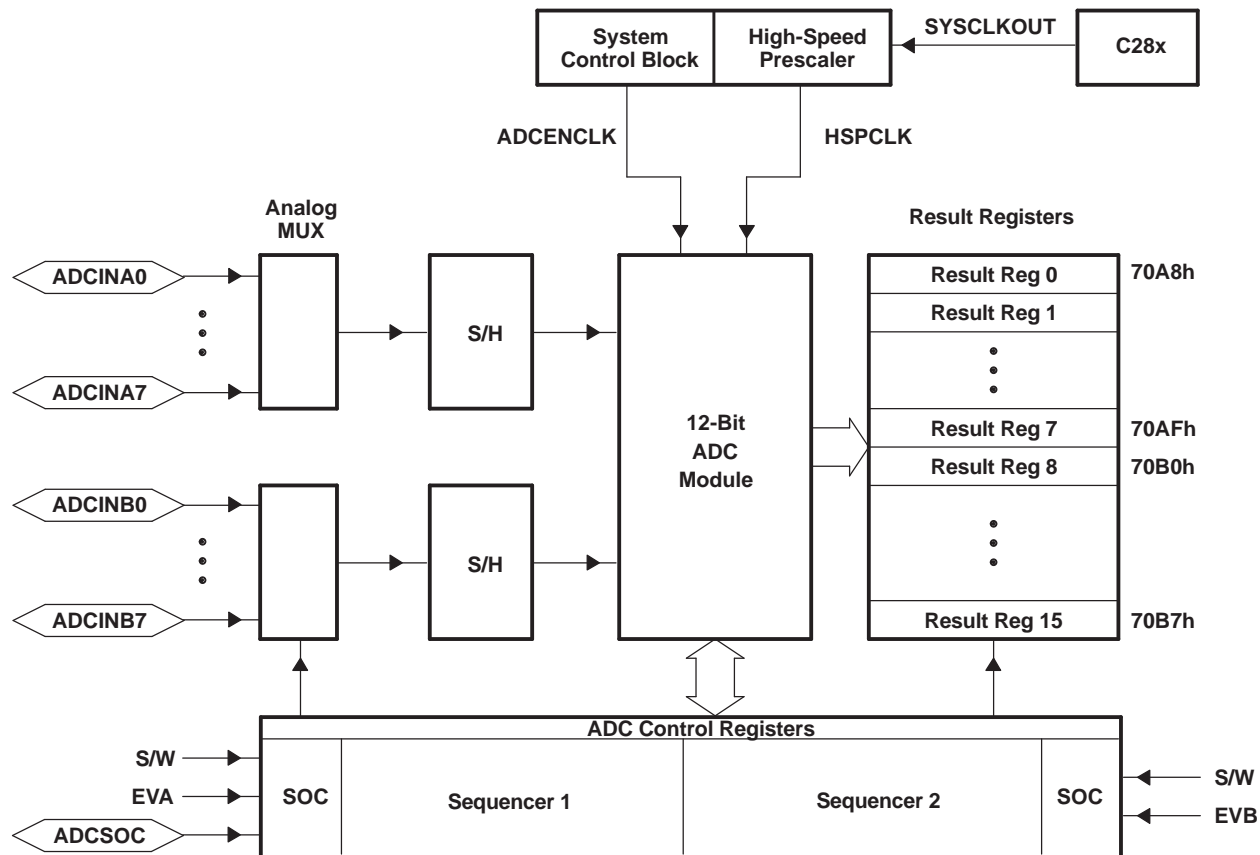 System
Control Block
High-Speed
Prescaler
SYSCLKOUT
C28x
ADCENCLK
HSPCLK
Analog
MUX
Result Registers
ADCINA0
ADCINA7
S/H
12-Bit
ADC
Module
Result Reg 0
70A8h
Result Reg 1
Result Reg 7
70AFh
Result Reg 8
70B0h
ADCINB0
ADCINB7
S/H
Result Reg 15
70B7h
ADC Control Registers
S/W
EVA
ADCSOC
SOC
Sequencer 1
Sequencer 2
SOC
S/W
EVB